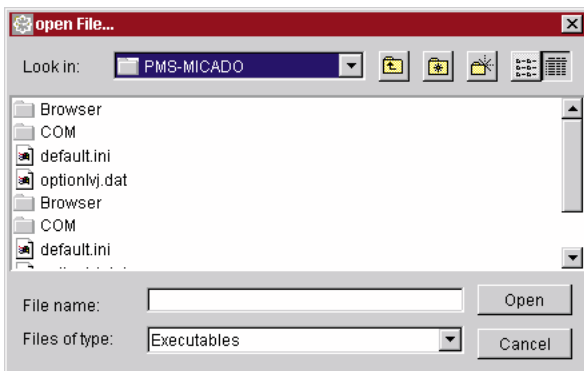 open File...
Look in: PMS-MICADO
Browser
COM
default.ini
optionlvj.dat
Browser
COM
default.ini
File name: Open
Files of type: Executables Cancel